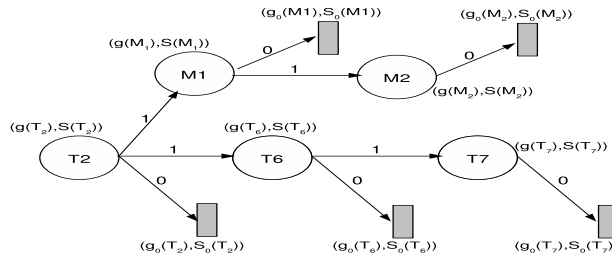 (g₀(M1),S₀(M1))
(g₀(M₂),S₀(M₂))
(g(M₁),S(M₁))
0
0
M1
1
M2
(g(M₂),S(M₂))
(g(T₂),S(T₂))
1
(g(T₆),S(T₆))
(g(T₇),S(T₇))
T2
1
T6
1
T7
0
0
0
(g₀(T₂),S₀(T₂))
(g₀(T₆),S₀(T₆))
(g₀(T₇),S₀(T₇)